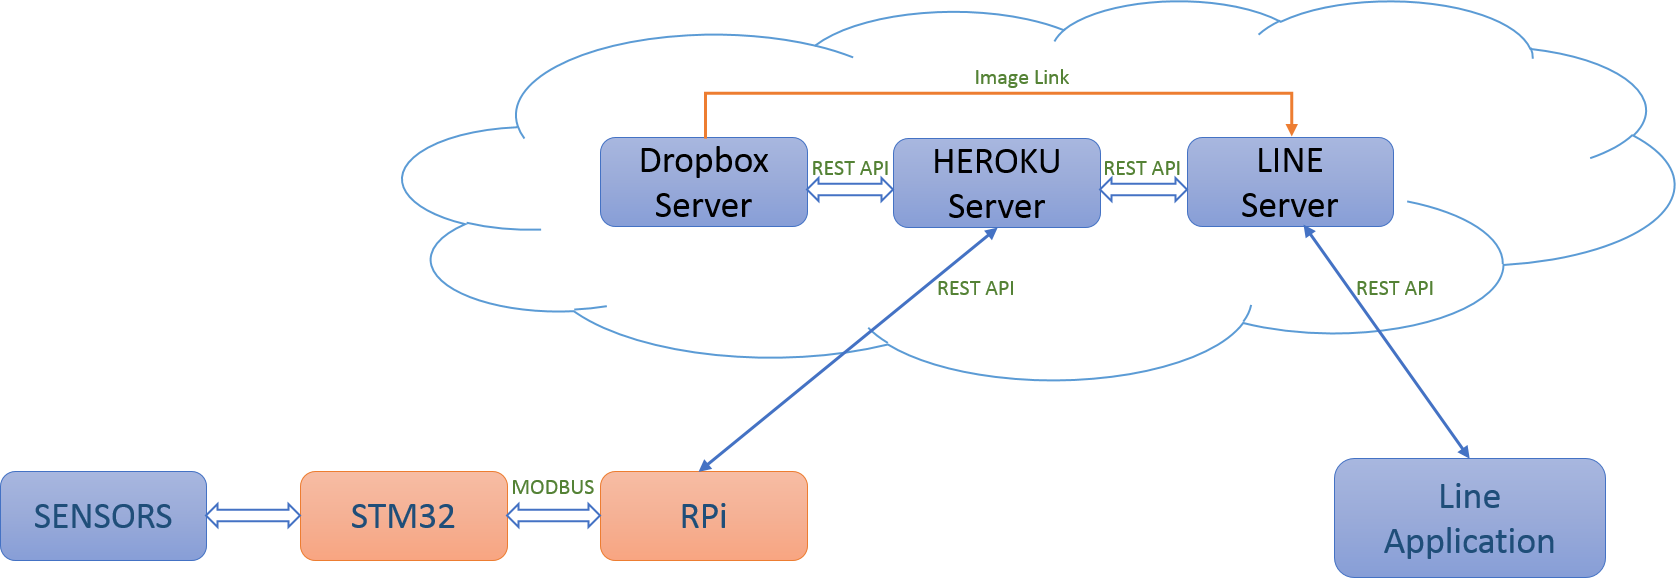 Image Link
Dropbox
Server
REST API
HEROKU
Server
REST API
LINE
Server
REST API
REST API
SENSORS
STM32
MODBUS
RPi
Line
Application